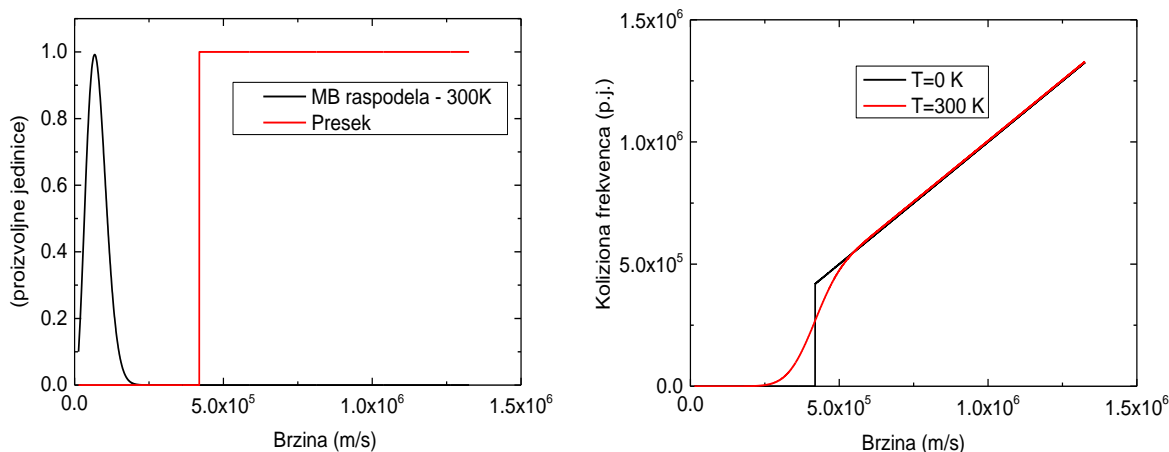 (proizvoljne jedinice)
1.0
0.8
0.6
0.4
0.2
0.0
MB raspodela - 300K
Presek
0.0
5.0x10⁵
1.0x10⁶
1.5x10⁶
Brzina (m/s)
Koliziona frekvenca (p.j.)
1.5x10⁶
1.0x10⁶
5.0x10⁵
0.0
T=0 K
T=300 K
0.0
5.0x10⁵
1.0x10⁶
1.5x10⁶
Brzina (m/s)